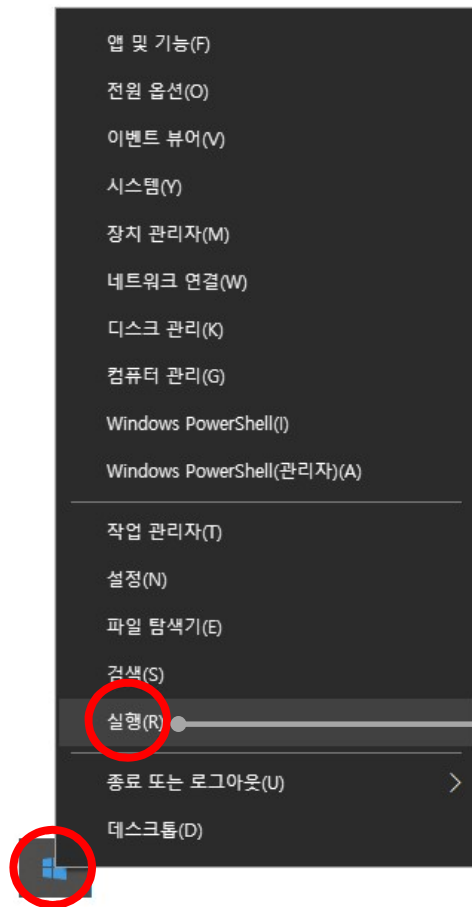 앱 및 기능(F)
전원 옵션(O)
이벤트 뷰어(V)
시스템(Y)
장치 관리자(M)
네트워크 연결(W)
디스크 관리(K)
컴퓨터 관리(G)
Windows PowerShell(I)
Windows PowerShell(관리자)(A)
작업 관리자(T)
설정(N)
파일 탐색기(E)
검색(S)
실행(R)
종료 또는 로그아웃(U)
데스크톱(D)